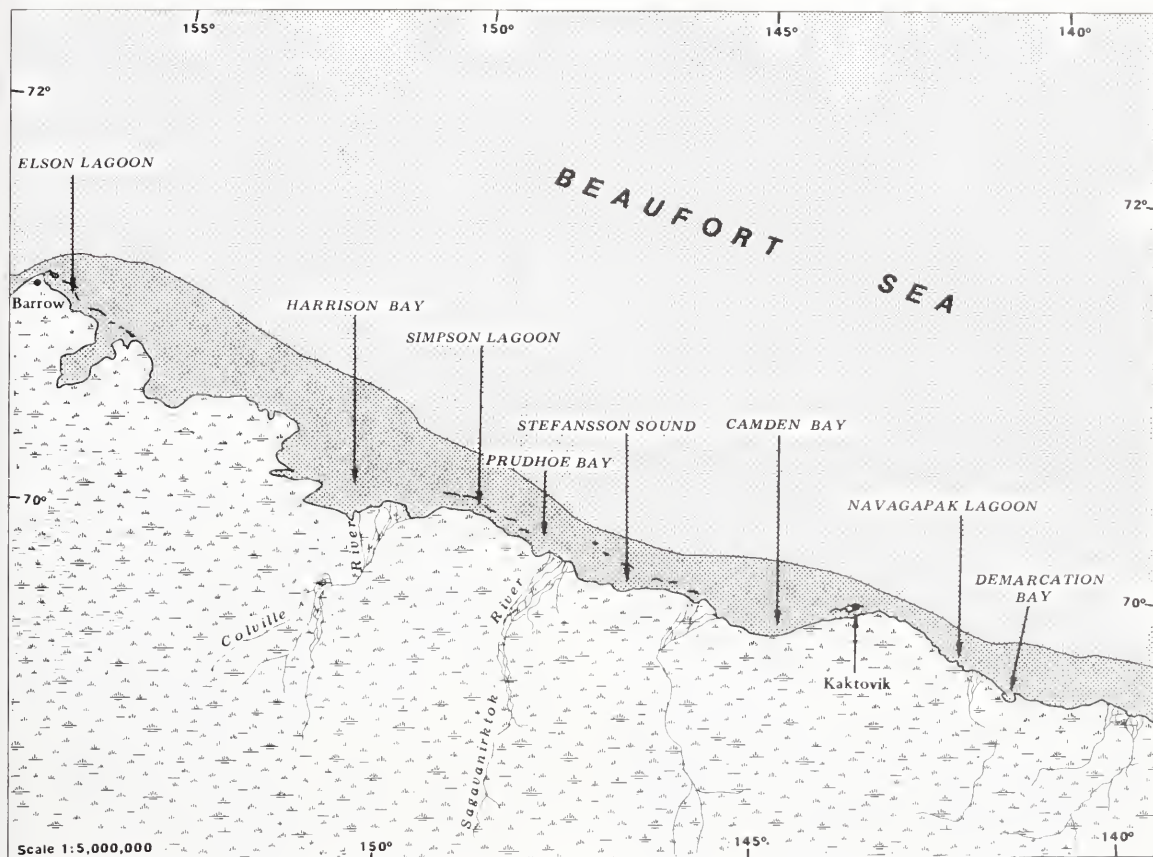 155°
150°
145°
140°
72°
ELSON LAGOON
BEAUFORT SEA
72°
Barrow
HARRISON BAY
SIMPSON LAGOON
STEFANSSON SOUND
CAMDEN BAY
PRUDHOE BAY
70°
NAVAGAPAK LAGOON
DEMARCATION
BAY
70°
Colville River
Sagavanirktok River
Kaktovik
Scale 1:5,000,000
150°
145°
140°